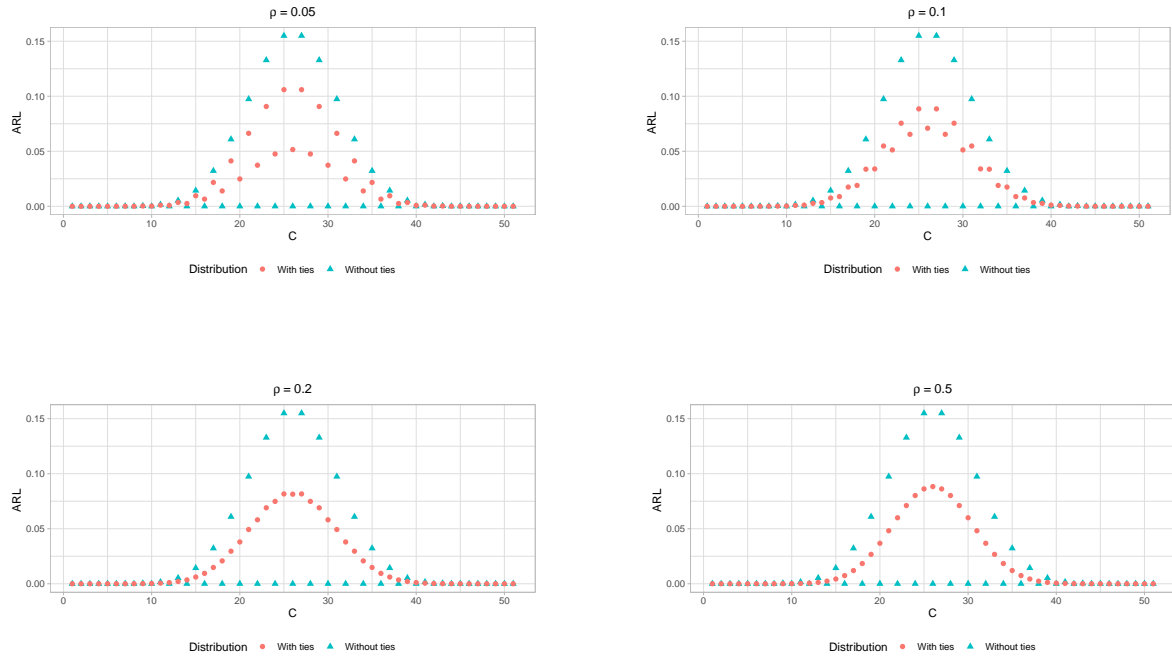 ρ = 0.05
0.15
0.10
0.05
0.00
ARL
0 10 20 30 40 50
C
Distribution With ties Without ties
ρ = 0.1
0.15
0.10
0.05
0.00
ARL
0 10 20 30 40 50
C
Distribution With ties Without ties
ρ = 0.2
0.15
0.10
0.05
0.00
ARL
0 10 20 30 40 50
C
Distribution With ties Without ties
ρ = 0.5
0.15
0.10
0.05
0.00
ARL
0 10 20 30 40 50
C
Distribution With ties Without ties